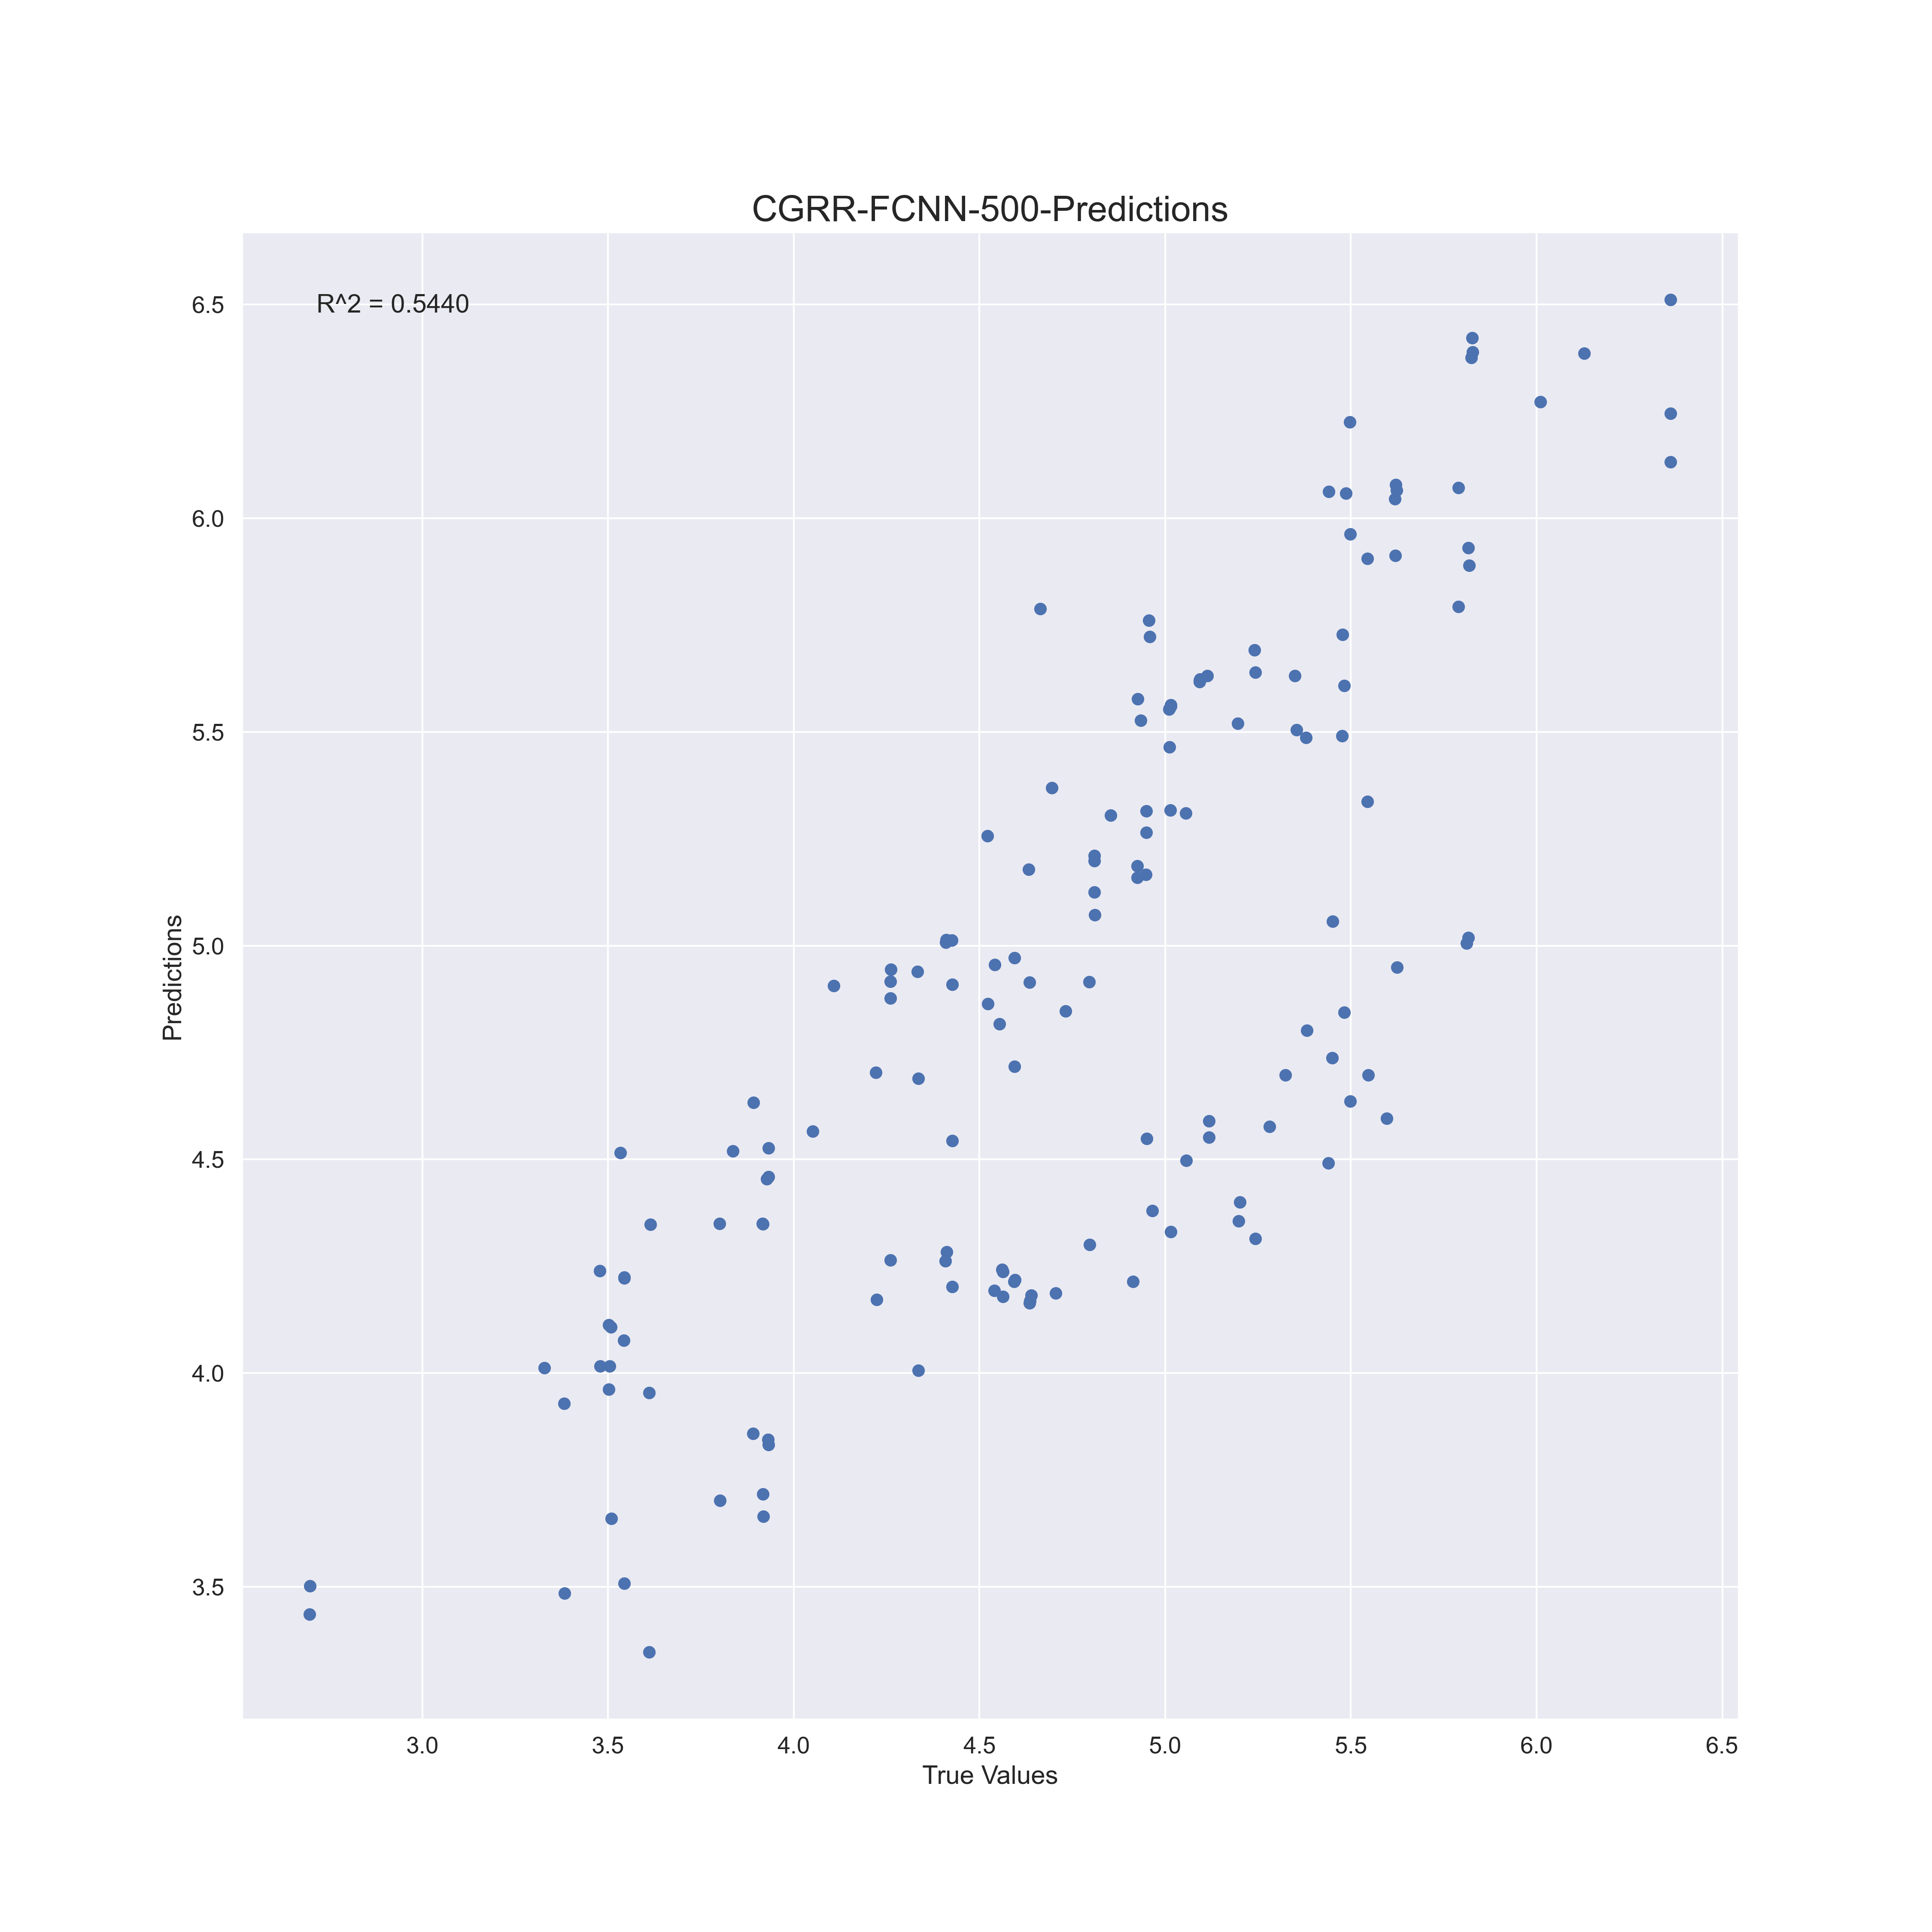 CGRR-FCNN-500-Predictions
R^2 = 0.5440
6.5
6.0
5.5
5.0
4.5
4.0
3.5
Predictions
3.0 3.5 4.0 4.5 5.0 5.5 6.0 6.5
True Values